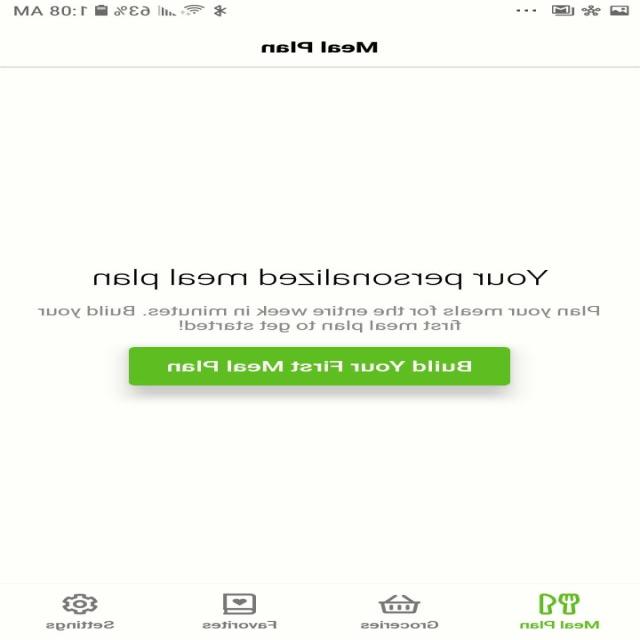 63% 1:08 AM
Meal Plan
Your personalized meal plan
Plan your meals for the entire week in minutes. Build your
first meal plan to get started!
Build Your First Meal Plan
Meal Plan
Groceries
Favorites
Settings